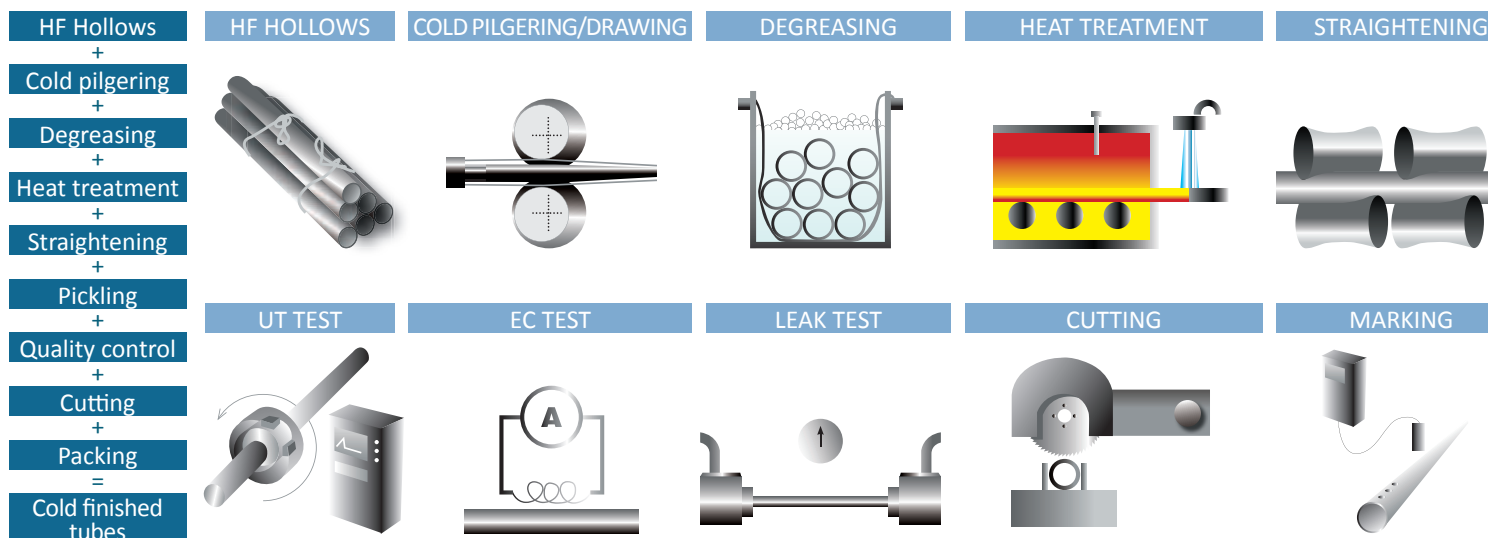 HF Hollows
+
Cold pilgering
+
Degreasing
+
Heat treatment
+
Straightening
+
Pickling
+
Quality control
+
Cutting
+
Packing
=
Cold finished
tubes
HF HOLLOWS
COLD PILGERING/DRAWING
DEGREASING
HEAT TREATMENT
STRAIGHTENING
UT TEST
EC TEST
LEAK TEST
CUTTING
MARKING
A